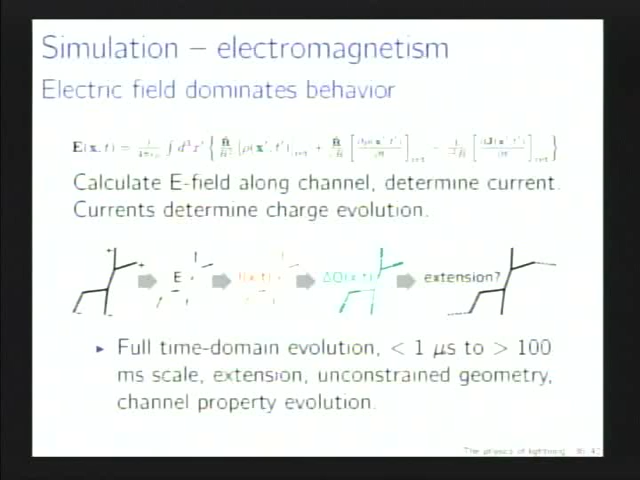 Simulation – electromagnetism
Electric field dominates behavior
E(x, t) =
Calculate E-field along channel, determine current.
Currents determine charge evolution.
E
extension?
▸ Full time-domain evolution, < 1 μs to > 100
ms scale, extension, unconstrained geometry,
channel property evolution.
The physics of lightning